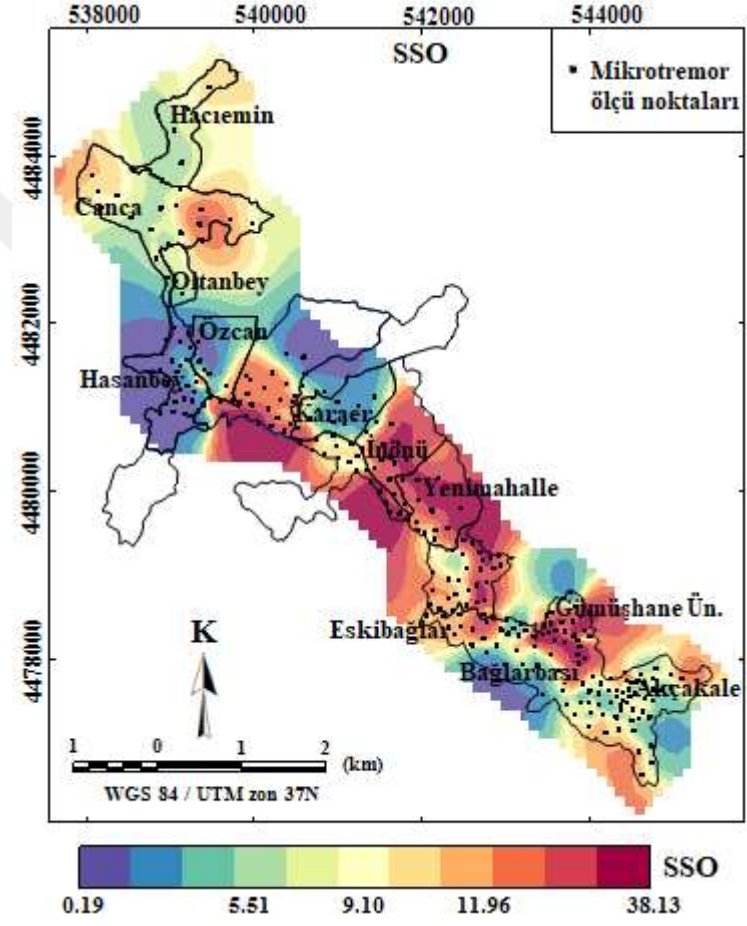 538000 540000 542000 544000
SSO
Mikrotremor
ölçü noktaları
Hacıemin
4484000
Canca
Oltanbey
4482000
Özcan
Hasanbey
Karaer
İnönü
4480000
Yenimahalle
Gümüşhane Ün.
Eskibağlar
K
4478000
Bağlarbaşı
Akçakale
1 0 1 2
(km)
WGS 84 / UTM zon 37N
SSO
0.19 5.51 9.10 11.96 38.13